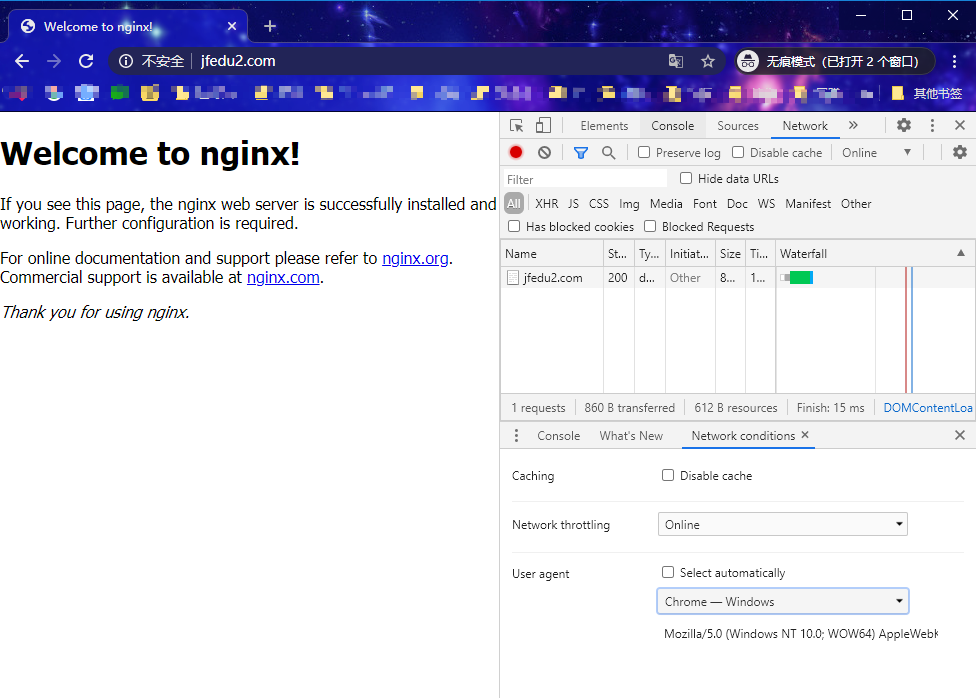 Welcome to nginx!
不安全 jfedu2.com 无痕模式（已打开 2 个窗口）
其他书签
Welcome to nginx!
If you see this page, the nginx web server is successfully installed and
working. Further configuration is required.
For online documentation and support please refer to nginx.org.
Commercial support is available at nginx.com.
Thank you for using nginx.
Elements Console Sources Network
Preserve log Disable cache Online
Filter Hide data URLs
All XHR JS CSS Img Media Font Doc WS Manifest Other
Has blocked cookies Blocked Requests
Name St... Ty... Initiat... Size Ti... Waterfall
jfedu2.com 200 d... Other 8... 1...
1 requests 860 B transferred 612 B resources Finish: 15 ms DOMContentLoa
Console What's New Network conditions
Caching Disable cache
Network throttling Online
User agent Select automatically
Chrome — Windows
Mozilla/5.0 (Windows NT 10.0; WOW64) AppleWebK